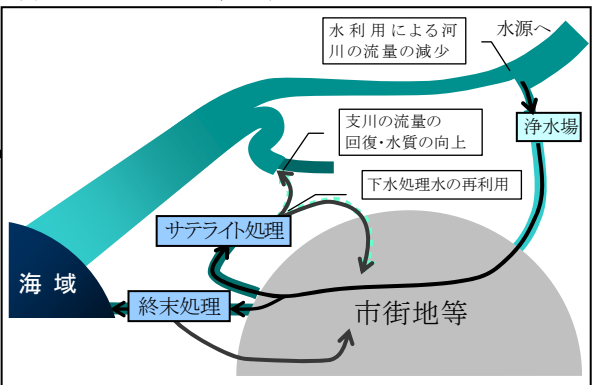 水利用による河
川の流量の減少
水源へ
浄水場
支川の流量の
回復・水質の向上
下水処理水の再利用
サテライト処理
海域
終末処理
市街地等